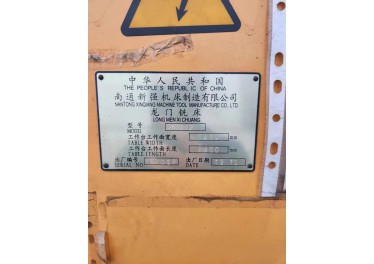 中华人民共和国
THE PEOPLE'S REPUBLIC OF CHINA
南通新强机床制造有限公司
NANTONG XINQIANG MACHINE TOOL MANUFACTURE CO.,LTD
龙门铣床
LONG MEN XI CHUANG
型号
MODEL
工作台工作面宽度 mm
TABLE WIDTH
工作台工作面长度 mm
TABLE LENGTH
出厂编号 出厂日期
SERIAL NO DATE